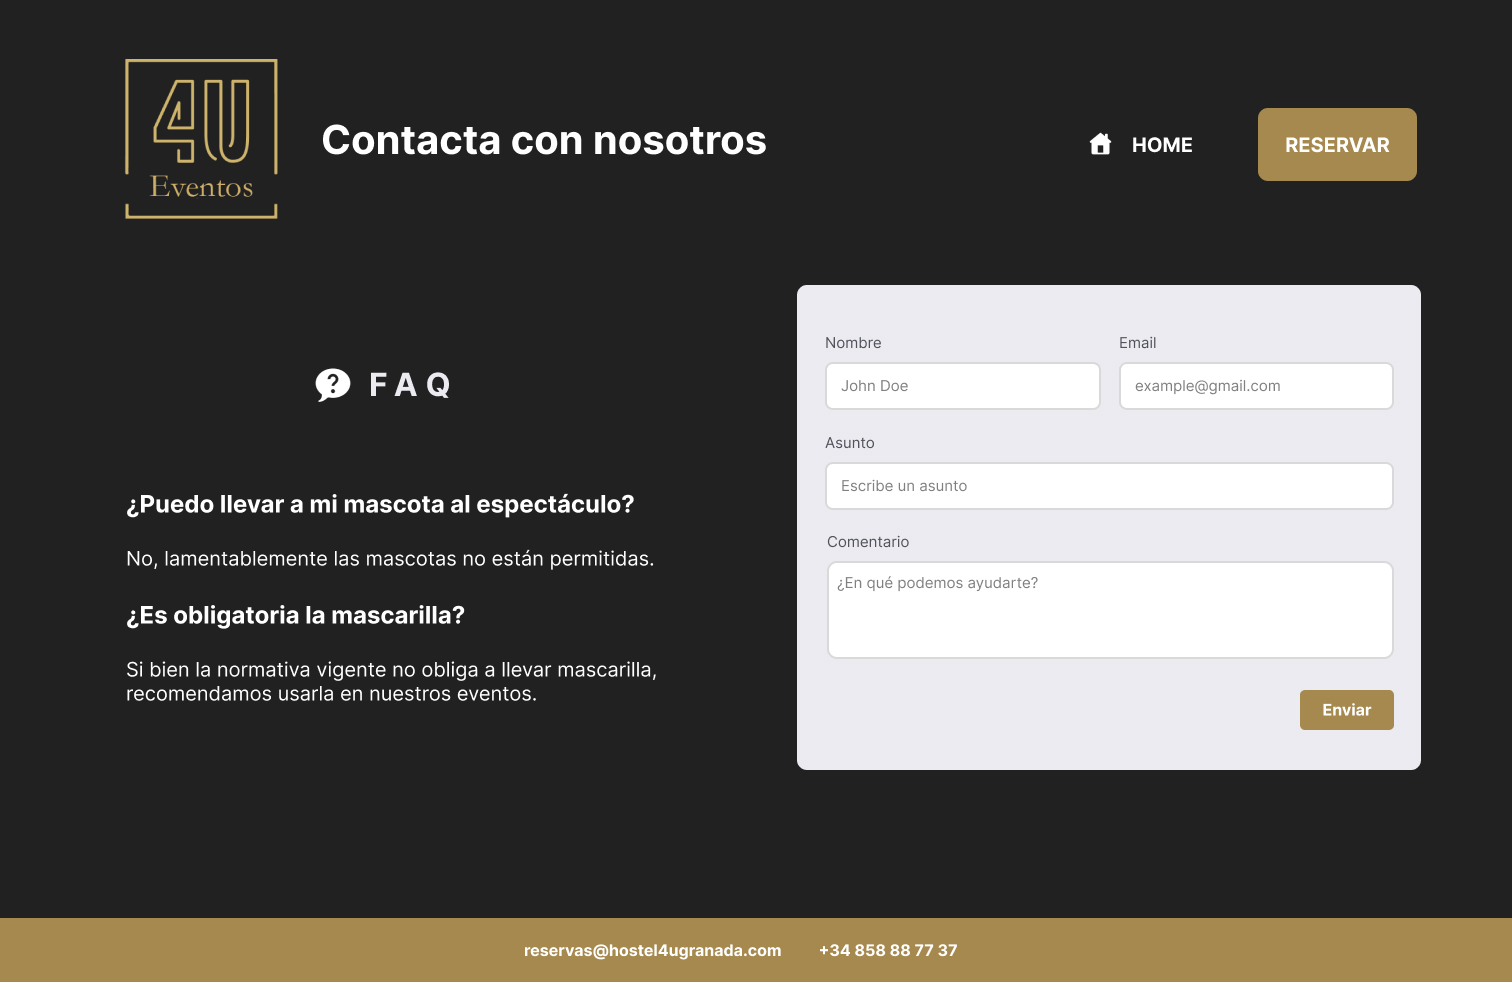 4U
Eventos
Contacta con nosotros
HOME
RESERVAR
FAQ
¿Puedo llevar a mi mascota al espectáculo?
No, lamentablemente las mascotas no están permitidas.
¿Es obligatoria la mascarilla?
Si bien la normativa vigente no obliga a llevar mascarilla,
recomendamos usarla en nuestros eventos.
Nombre
John Doe
Email
example@gmail.com
Asunto
Escribe un asunto
Comentario
¿En qué podemos ayudarte?
Enviar
reservas@hostel4ugranada.com
+34 858 88 77 37